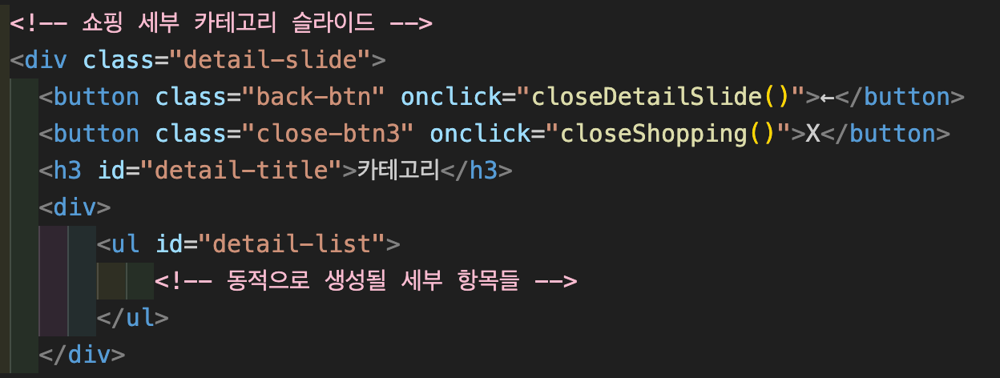 <!-- 쇼핑 세부 카테고리 슬라이드 -->
<div class="detail-slide">
<button class="back-btn" onclick="closeDetailSlide()">←</button>
<button class="close-btn3" onclick="closeShopping()">X</button>
<h3 id="detail-title">카테고리</h3>
<div>
<ul id="detail-list">
<!-- 동적으로 생성될 세부 항목들 -->
</ul>
</div>